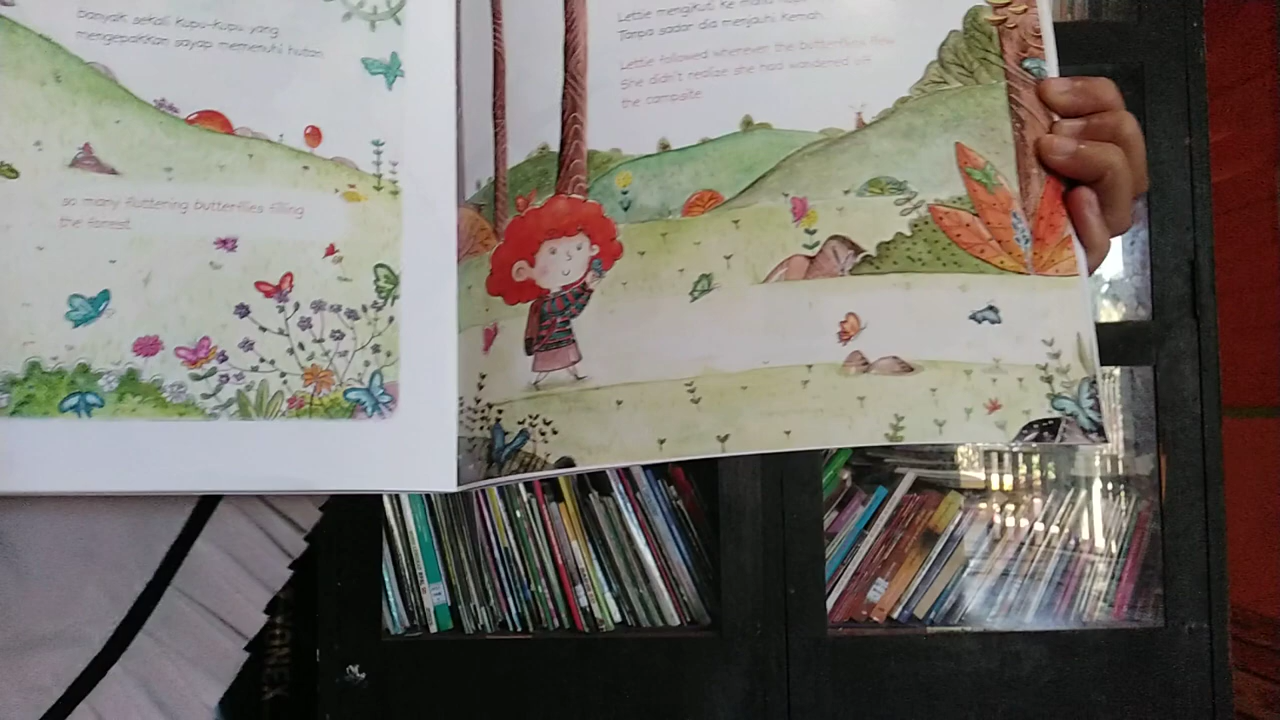 banyak sekali kupu-kupu yang
mengepakkan sayap memenuhi hutan.
so many fluttering butterflies filling
the forest.
Lettie mengikuti ke mana
Tanpa sadar dia menjauhi kemah.
Lettie followed wherever the butterflies flew.
She didn't realize she had wandered off
the campsite.